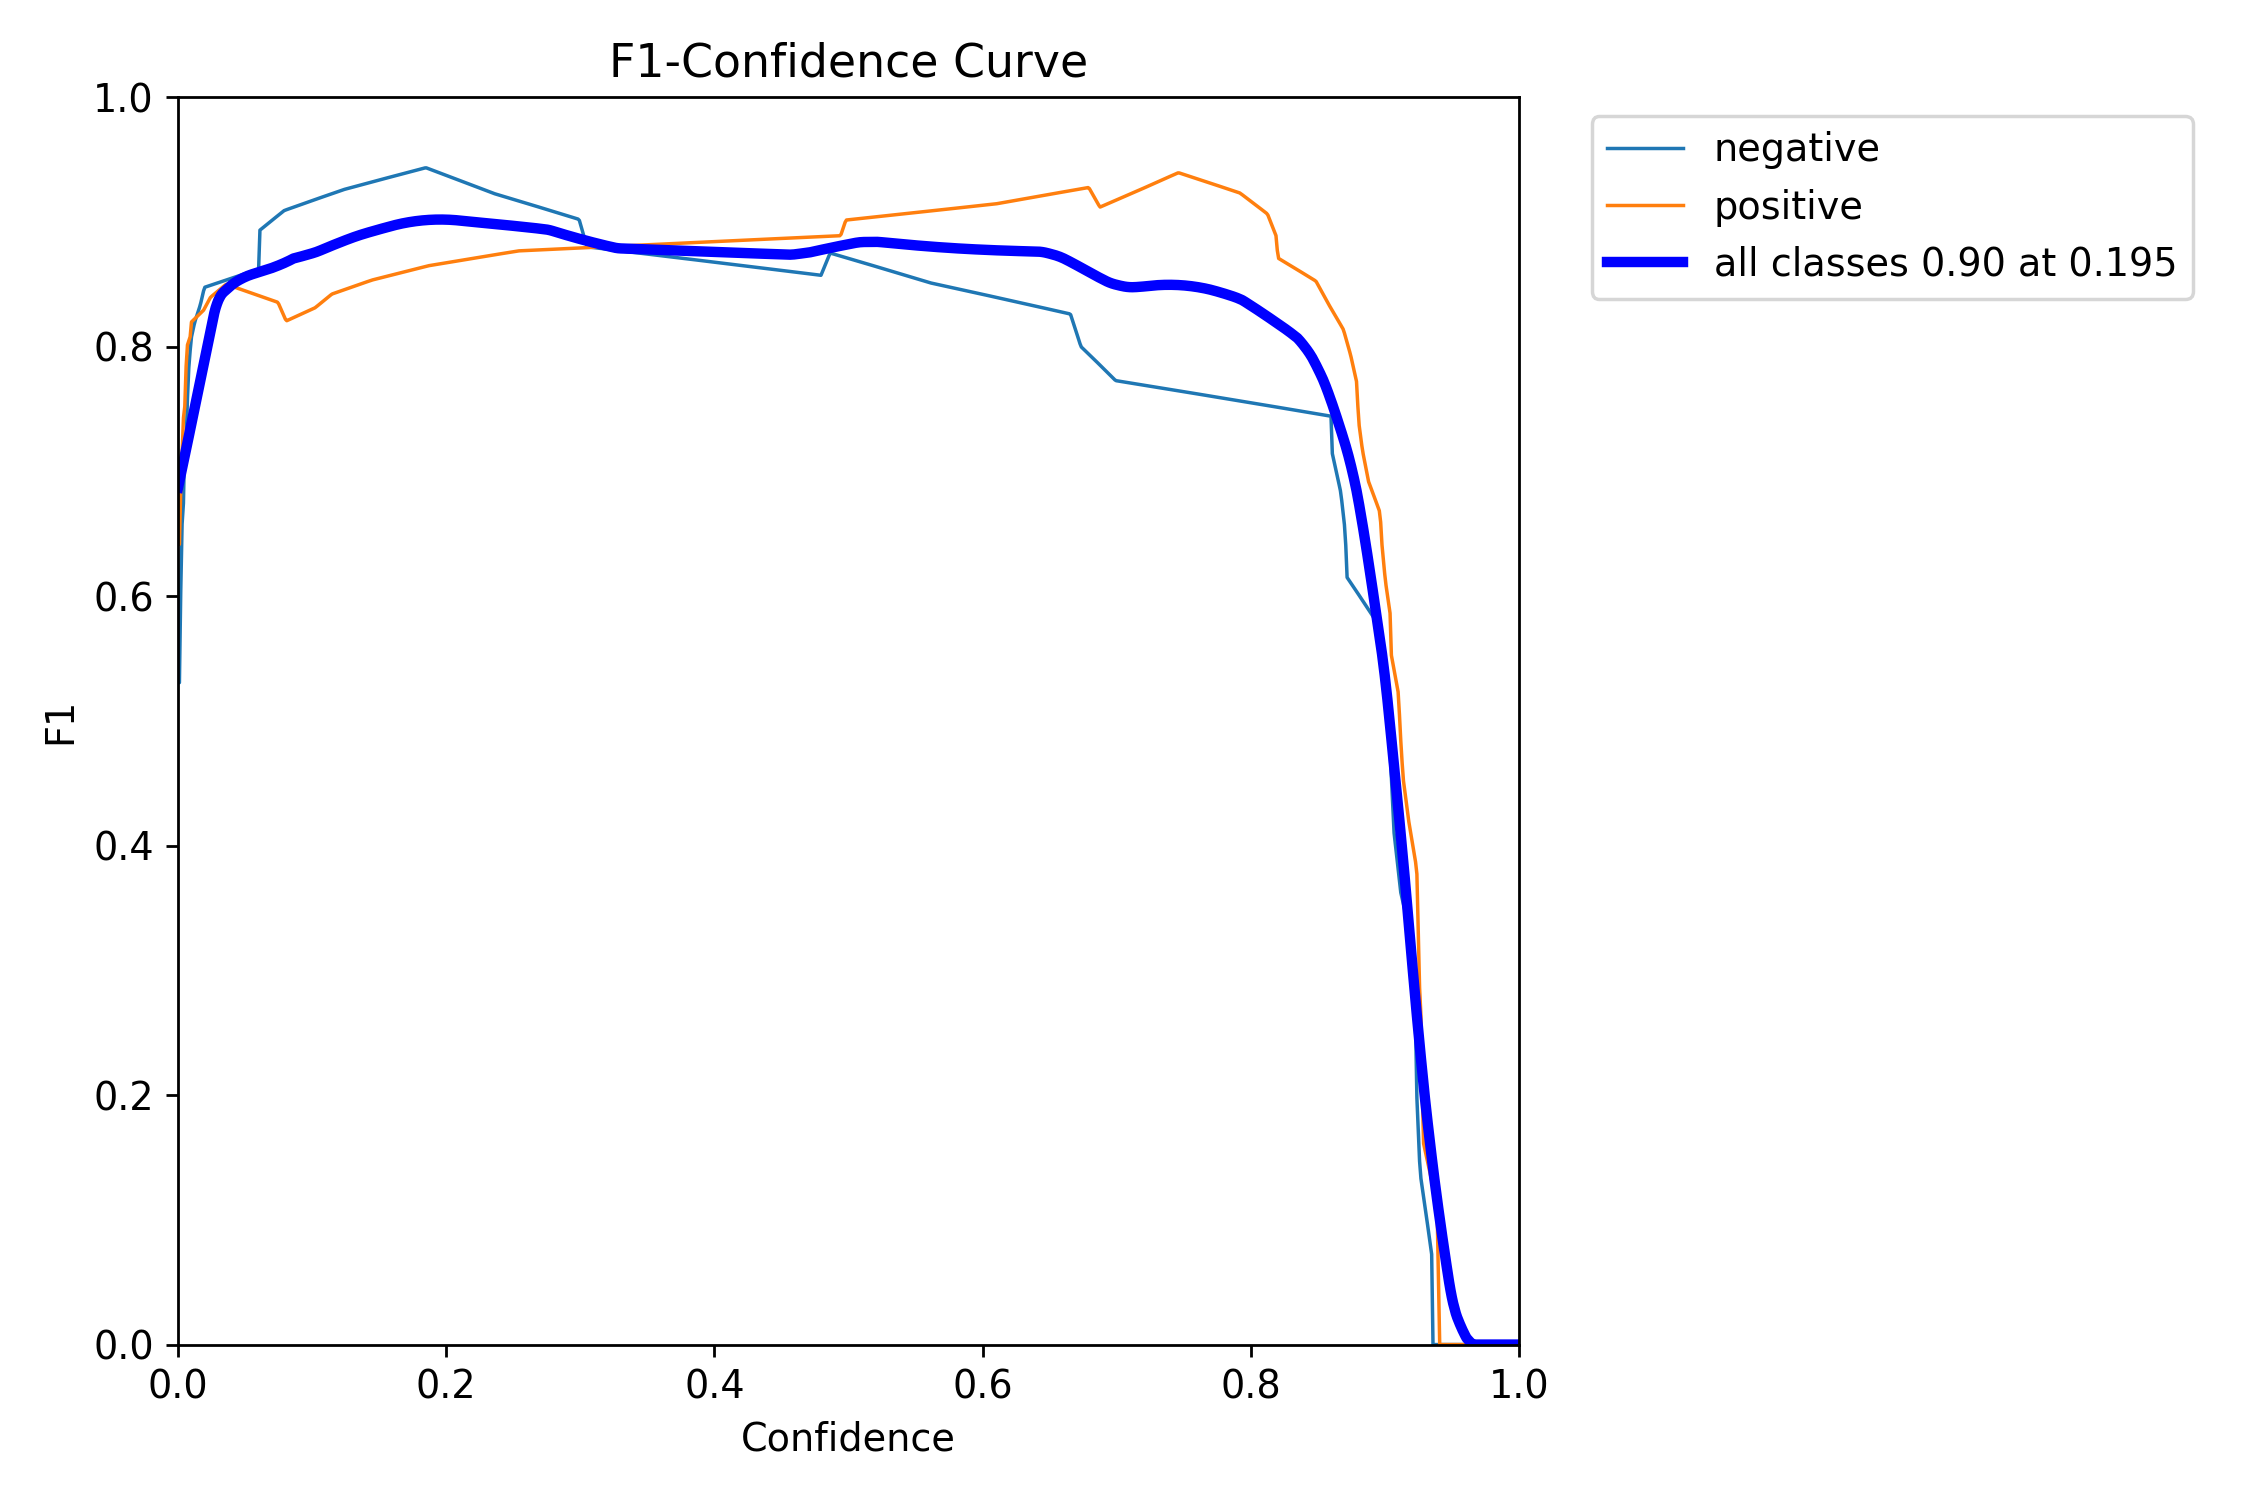 F1-Confidence Curve
negative
positive
all classes 0.90 at 0.195
1.0
0.8
0.6
0.4
0.2
0.0
F1
0.0 0.2 0.4 0.6 0.8 1.0
Confidence